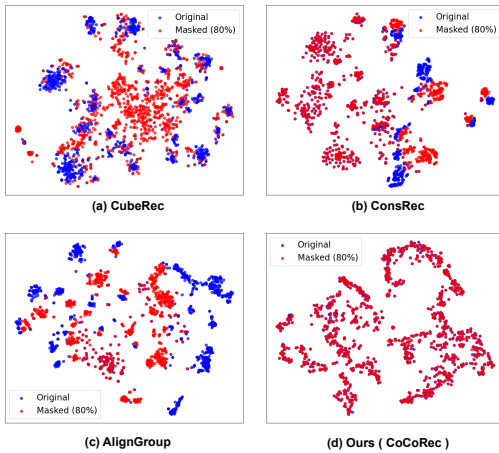 Original
Masked (80%)
(a) CubeRec
Original
Masked (80%)
(b) ConsRec
Original
Masked (80%)
(c) AlignGroup
Original
Masked (80%)
(d) Ours ( CoCoRec )